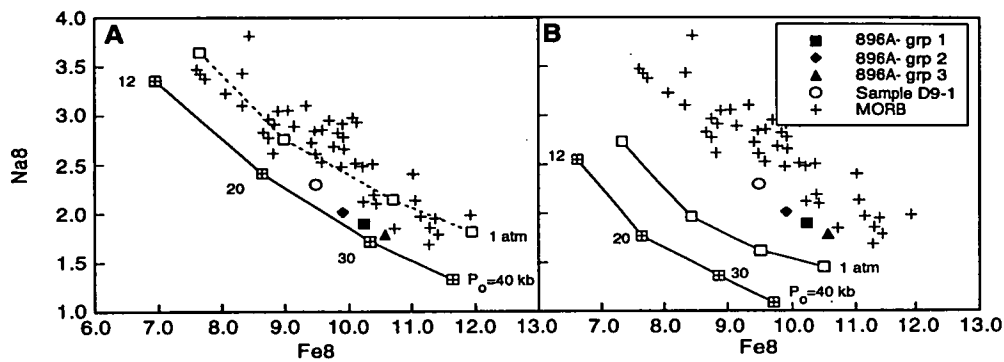 A
B
4.0
3.5
3.0
2.5
2.0
1.5
1.0
Na8
12
20
30
1 atm
P_o=40 kb
6.0 7.0 8.0 9.0 10.0 11.0 12.0 13.0
Fe8
12
20
30
1 atm
P_o=40 kb
7.0 8.0 9.0 10.0 11.0 12.0 13.0
Fe8
896A- grp 1
896A- grp 2
896A- grp 3
Sample D9-1
MORB